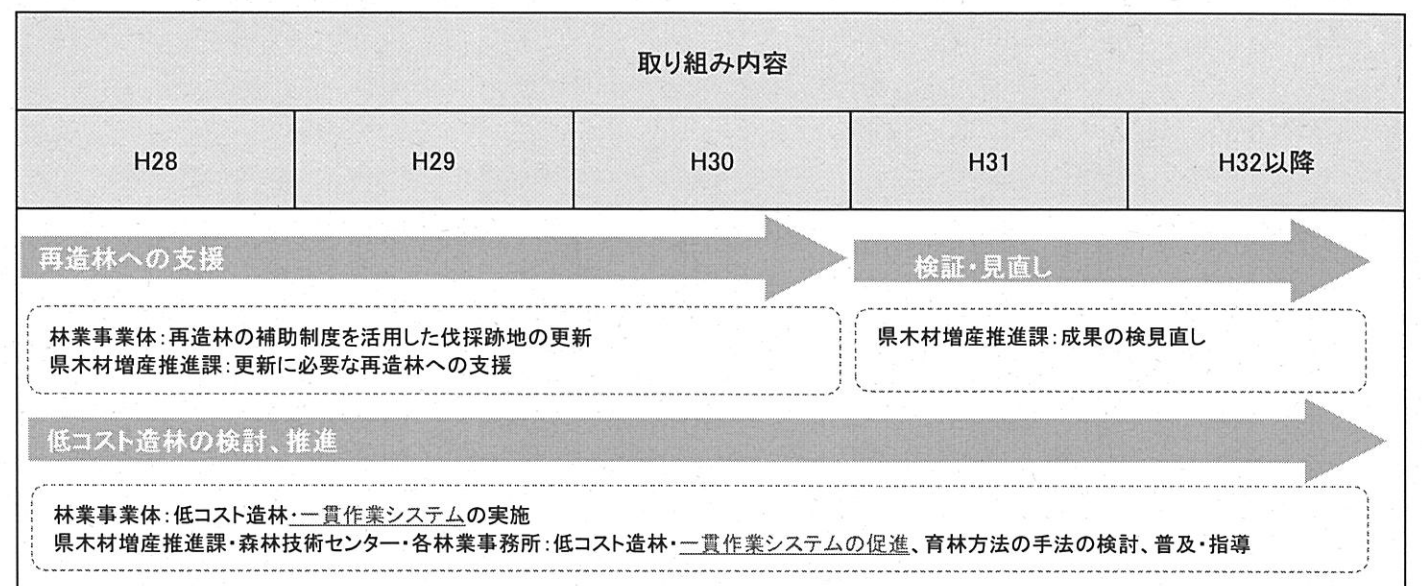 取り組み内容
H28
H29
H30
H31
H32以降
再造林への支援
検証・見直し
林業事業体:再造林の補助制度を活用した伐採跡地の更新
県木材増産推進課:更新に必要な再造林への支援
県木材増産推進課:成果の検見直し
低コスト造林の検討、推進
林業事業体:低コスト造林・一貫作業システムの実施
県木材増産推進課・森林技術センター・各林業事務所:低コスト造林・一貫作業システムの促進、育林方法の手法の検討、普及・指導